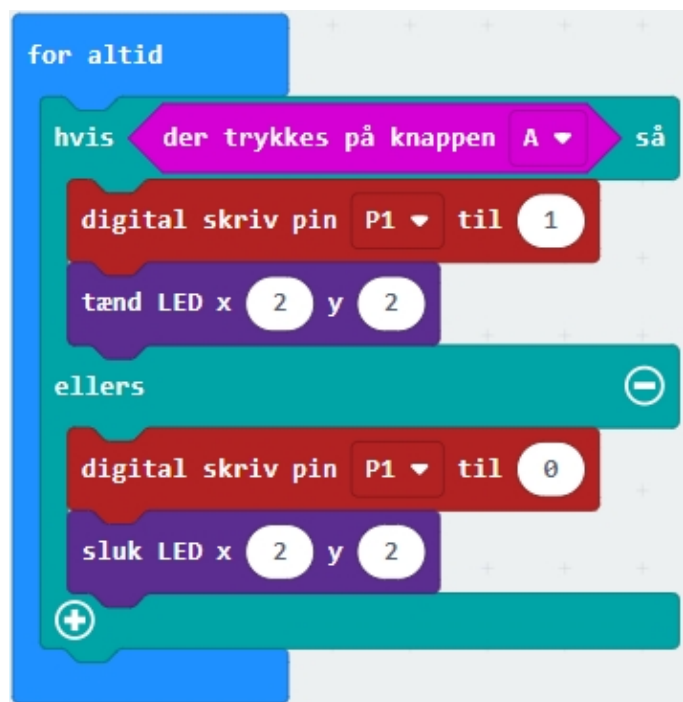 for altid
hvis der trykkes på knappen A så
digital skriv pin P1 til 1
tænd LED x 2 y 2
ellers
digital skriv pin P1 til 0
sluk LED x 2 y 2